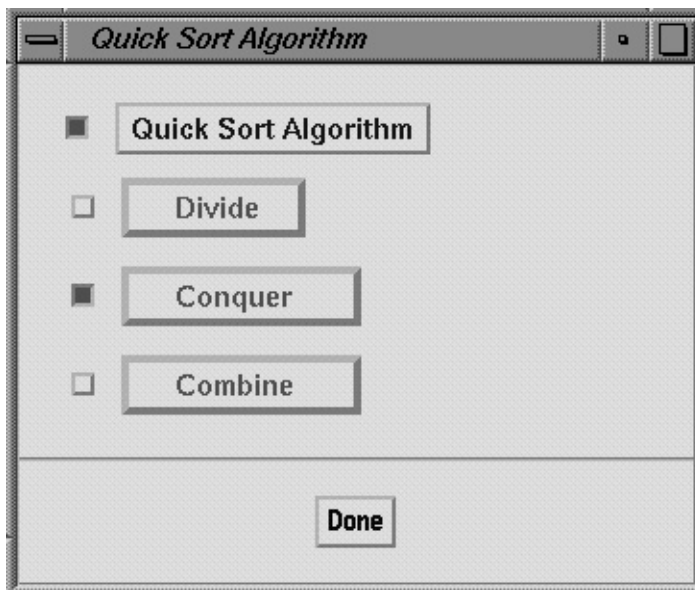 Quick Sort Algorithm
Quick Sort Algorithm
Divide
Conquer
Combine
Done